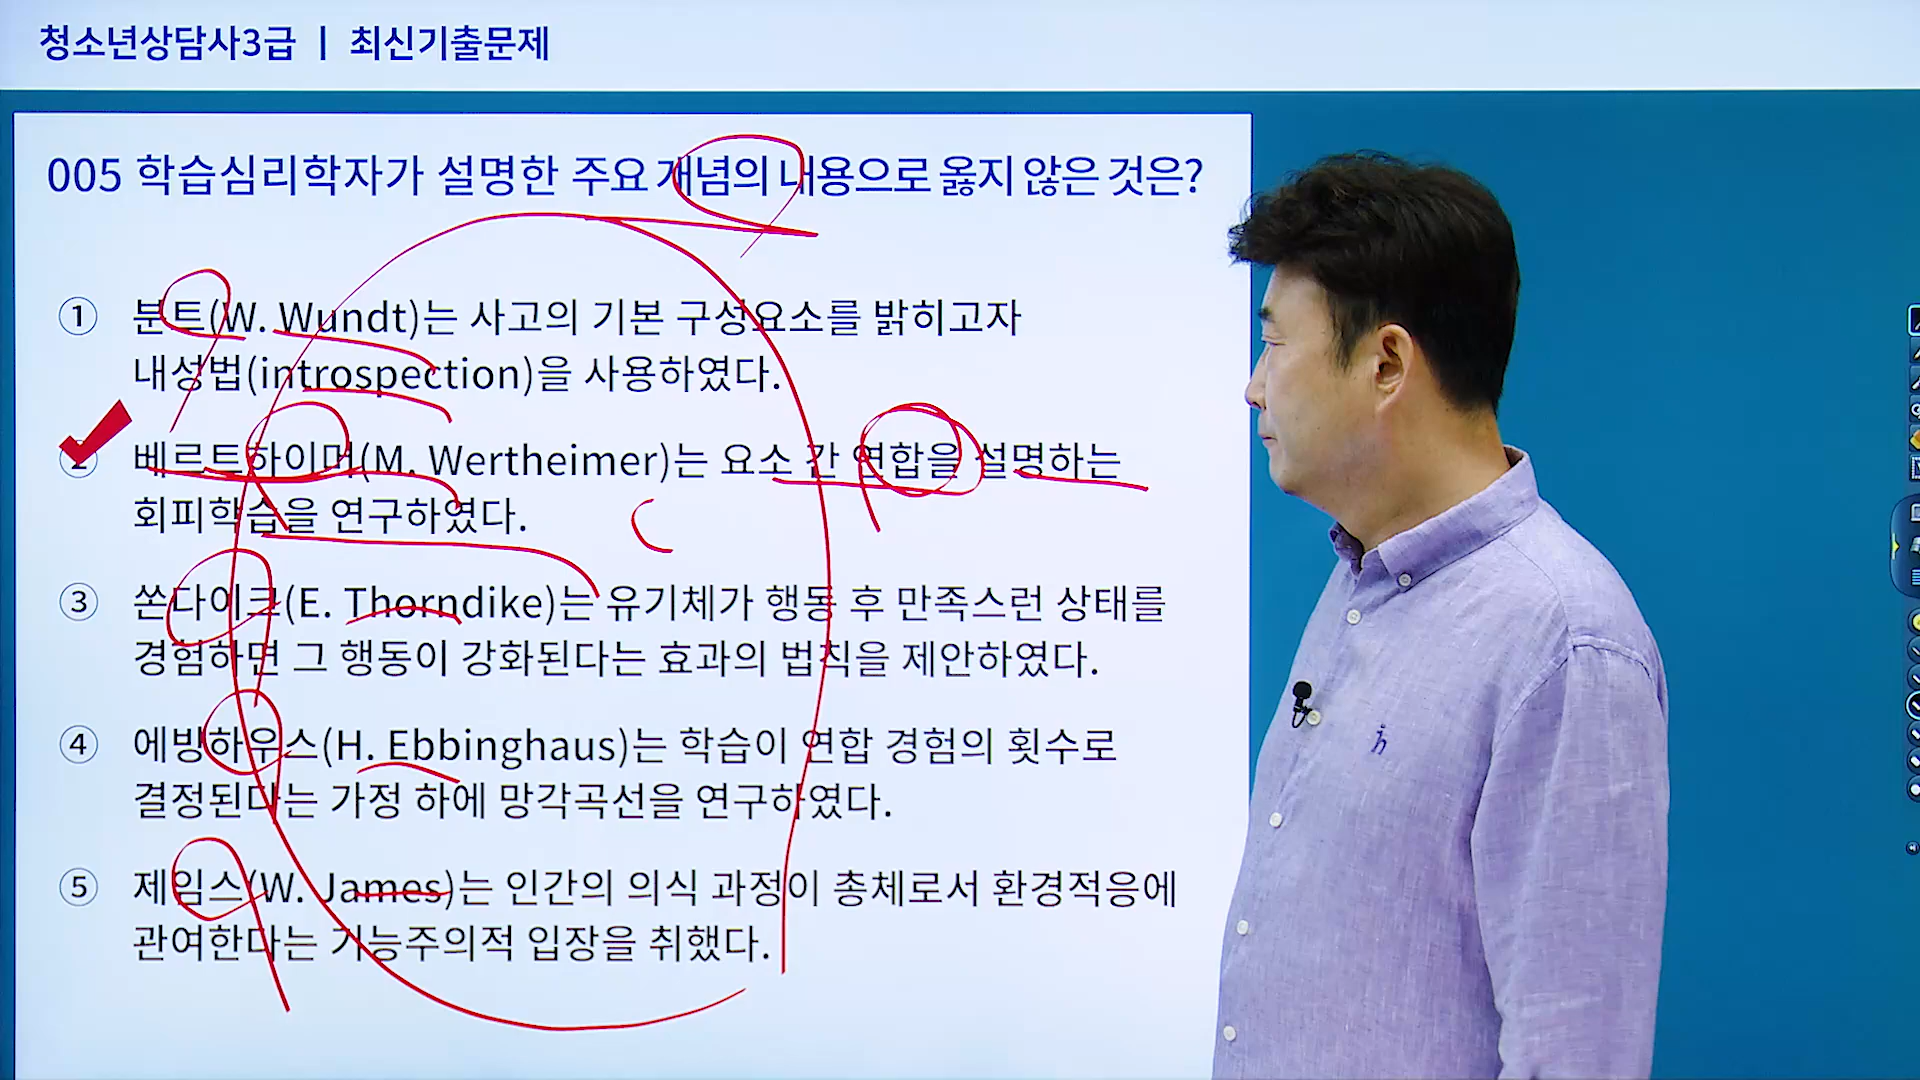 청소년상담사3급 | 최신기출문제
005 학습심리학자가 설명한 주요 개념의 내용으로 옳지 않은 것은?
① 분트(W. Wundt)는 사고의 기본 구성요소를 밝히고자
내성법(introspection)을 사용하였다.
② 베르트하이머(M. Wertheimer)는 요소 간 연합을 설명하는
회피학습을 연구하였다.
③ 쏜다이크(E. Thorndike)는 유기체가 행동 후 만족스런 상태를
경험하면 그 행동이 강화된다는 효과의 법칙을 제안하였다.
④ 에빙하우스(H. Ebbinghaus)는 학습이 연합 경험의 횟수로
결정된다는 가정 하에 망각곡선을 연구하였다.
⑤ 제임스(W. James)는 인간의 의식 과정이 총체로서 환경적응에
관여한다는 기능주의적 입장을 취했다.